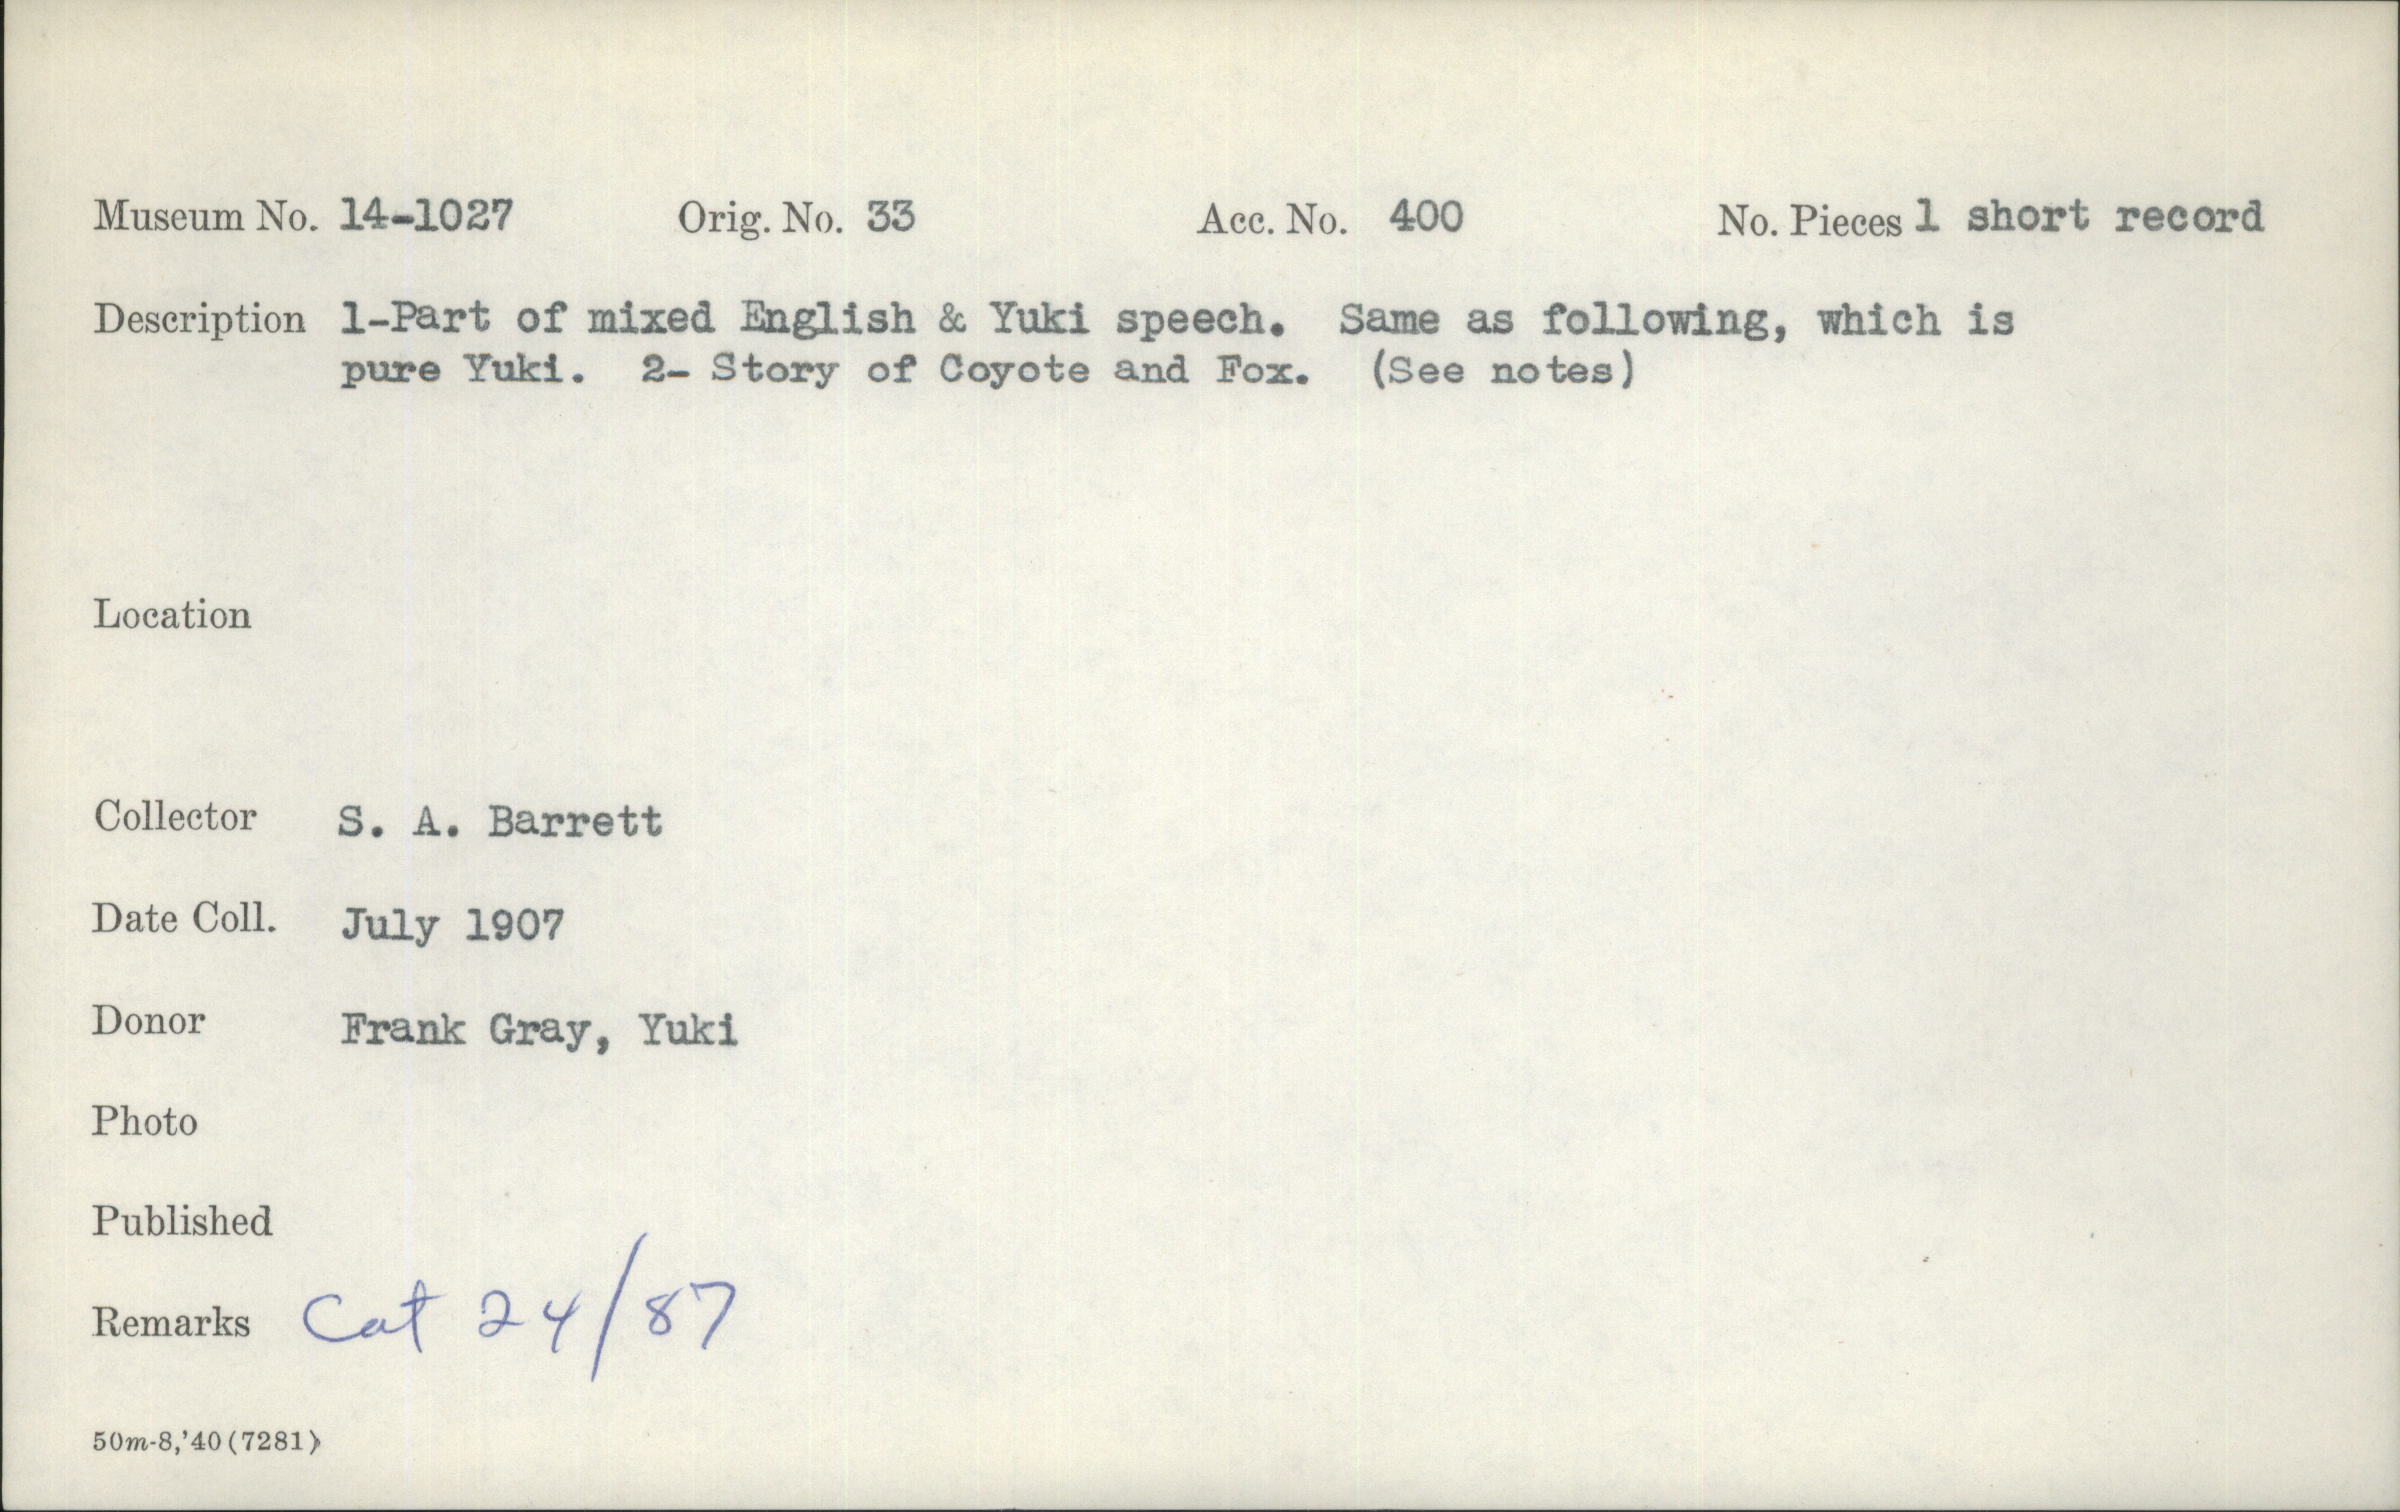 Museum No. 14-1027 Orig. No. 33 Acc. No. 400 No. Pieces 1 short record
Description 1-Part of mixed English & Yuki speech. Same as following, which is
pure Yuki. 2- Story of Coyote and Fox. (See notes)
Location
Collector S. A. Barrett
Date Coll. July 1907
Donor Frank Gray, Yuki
Photo
Published
Remarks Cat 24/87
50m-8,'40(7281)